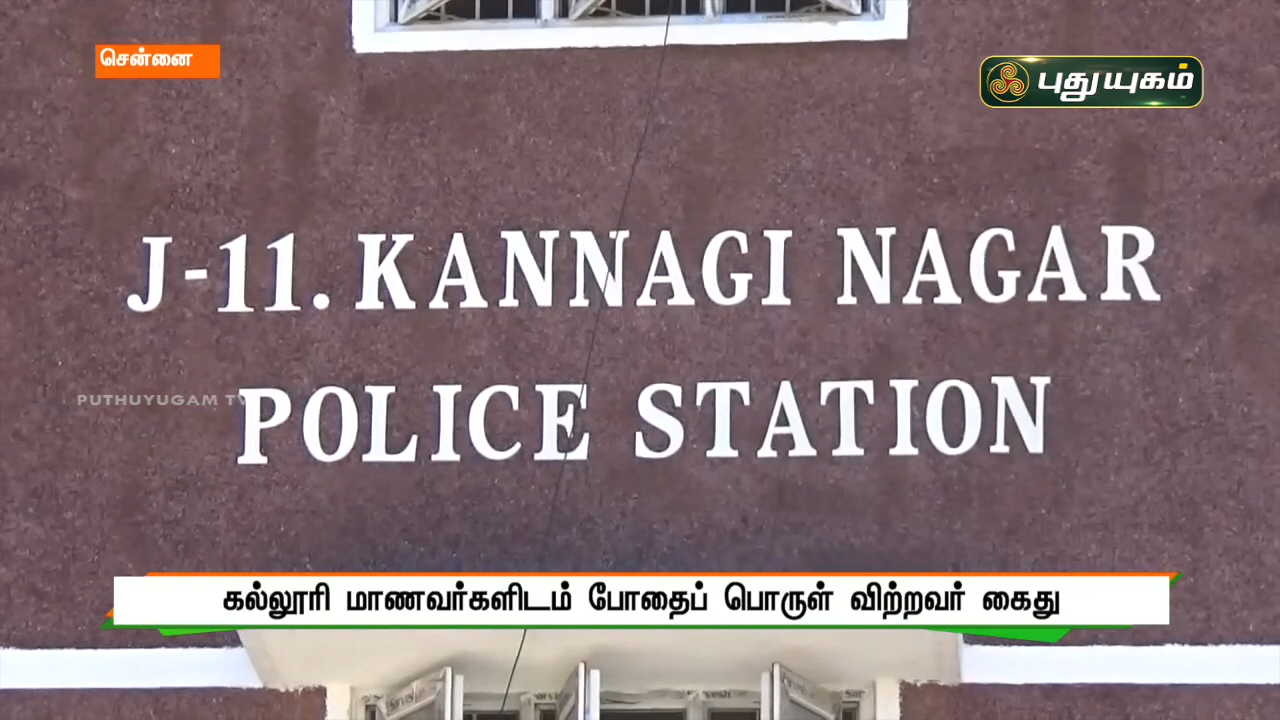 சென்னை
புதுயுகம்
J-11. KANNAGI NAGAR
PUTHUYUGAM TV
POLICE STATION
கல்லூரி மாணவர்களிடம் போதைப் பொருள் விற்றவர் கைது